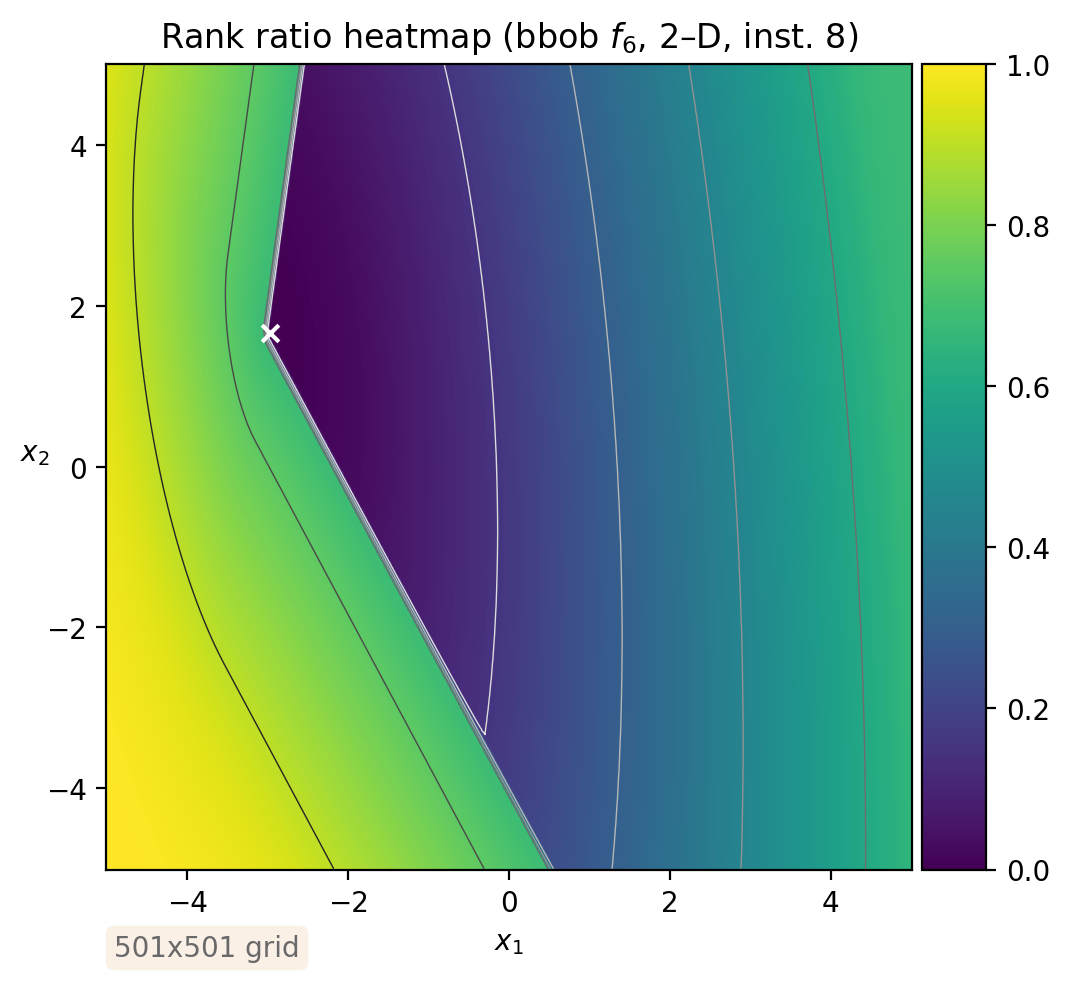 Rank ratio heatmap (bbob f₆, 2–D, inst. 8)
1.0
0.8
0.6
0.4
0.2
0.0
4
2
0
−2
−4
x₂
−4 −2 0 2 4
x₁
501x501 grid